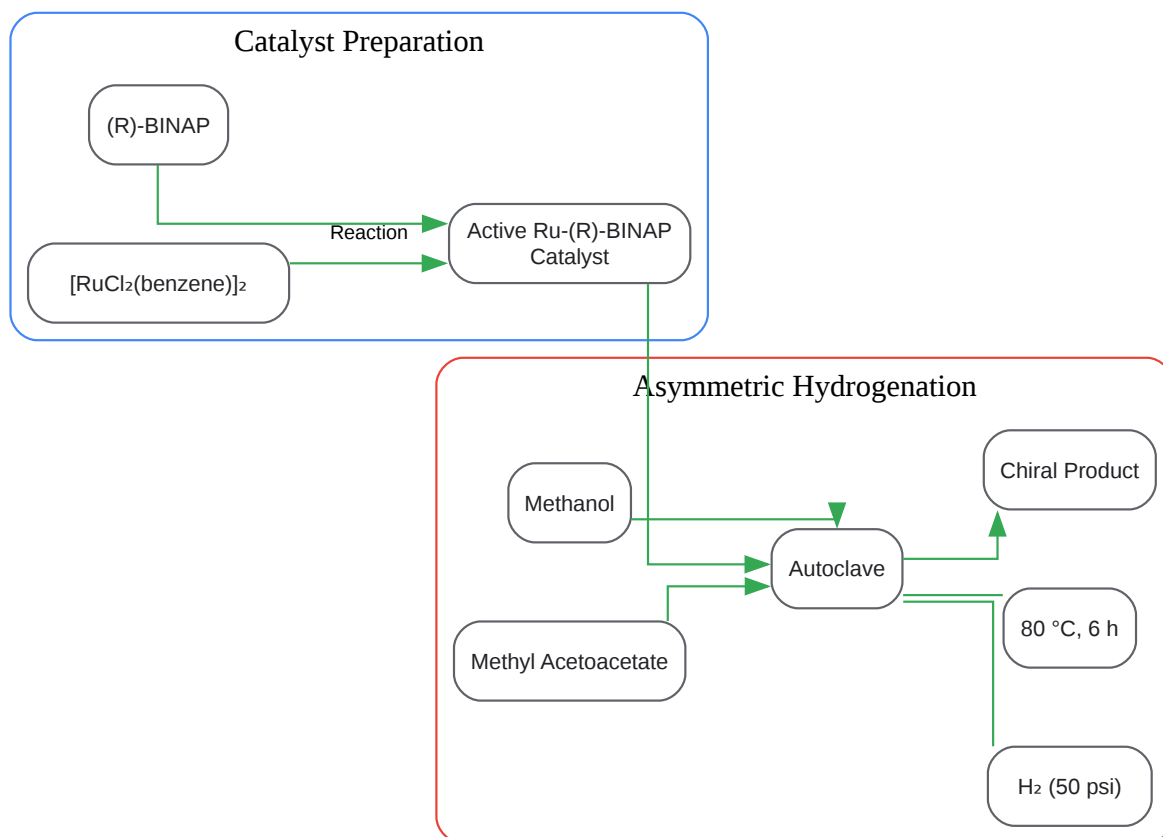 Catalyst Preparation
(R)-BINAP
Reaction
Active Ru-(R)-BINAP
Catalyst
[RuCl₂(benzene)]₂
Asymmetric Hydrogenation
Chiral Product
Methanol
Autoclave
80 °C, 6 h
Methyl Acetoacetate
H₂ (50 psi)